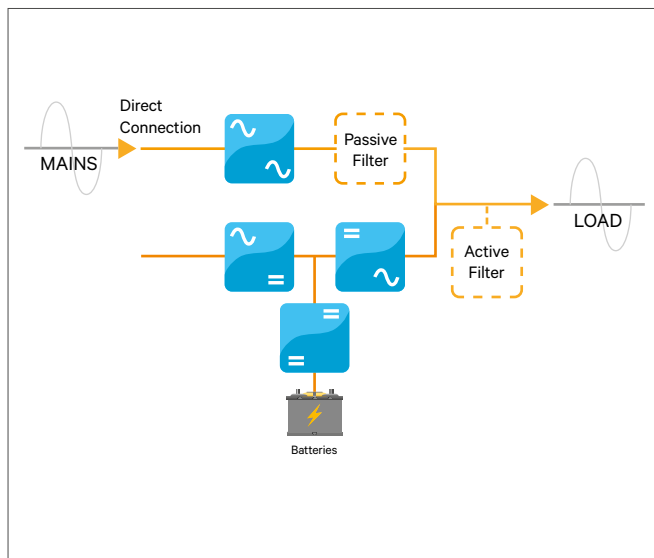 Direct
Connection
MAINS
Passive
Filter
LOAD
Active
Filter
Batteries